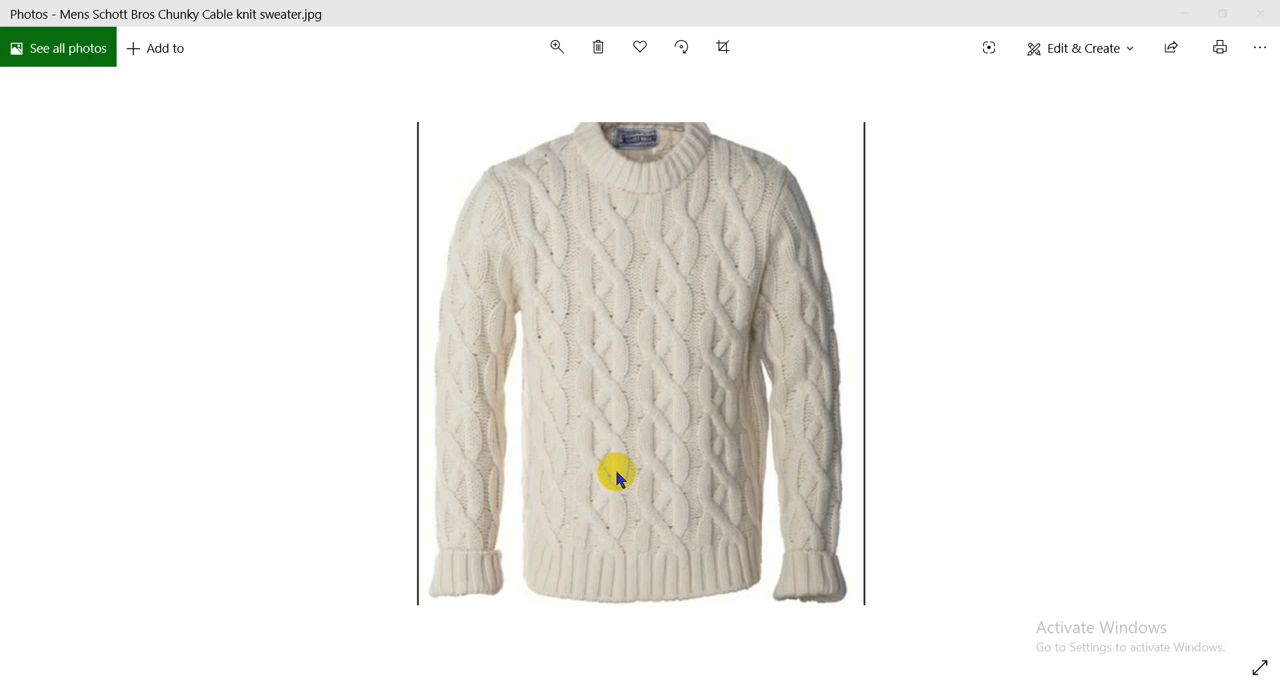 Photos - Mens Schott Bros Chunky Cable knit sweater.jpg
See all photos
Add to
Edit & Create
Activate Windows
Go to Settings to activate Windows.